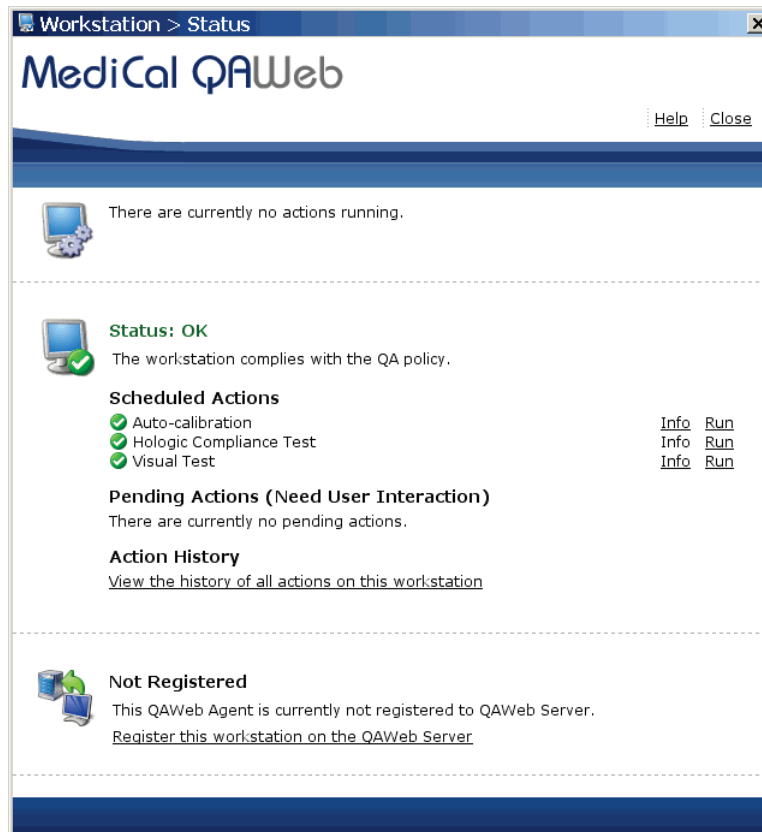 Workstation > Status
MediCal QAWeb
Help Close
There are currently no actions running.
Status: OK
The workstation complies with the QA policy.
Scheduled Actions
Auto-calibration Info Run
Hologic Compliance Test Info Run
Visual Test Info Run
Pending Actions (Need User Interaction)
There are currently no pending actions.
Action History
View the history of all actions on this workstation
Not Registered
This QAWeb Agent is currently not registered to QAWeb Server.
Register this workstation on the QAWeb Server